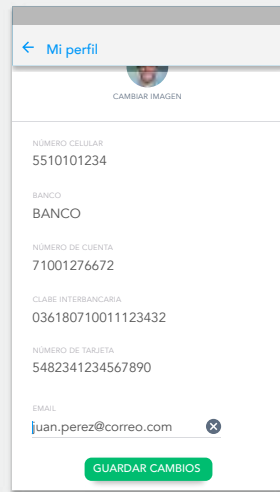 Mi perfil
CAMBIAR IMAGEN
NÚMERO CELULAR
5510101234
BANCO
BANCO
NÚMERO DE CUENTA
71001276672
CLABE INTERBANCARIA
036180710011123432
NÚMERO DE TARJETA
5482341234567890
EMAIL
juan.perez@correo.com
GUARDAR CAMBIOS